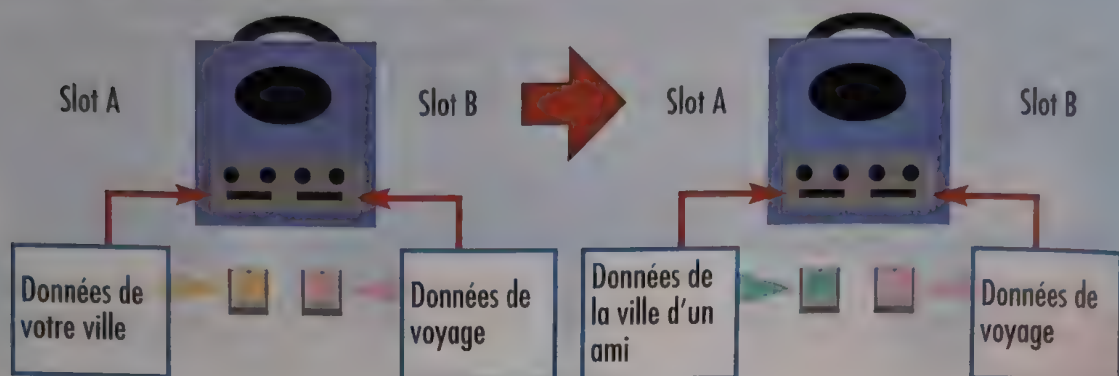 Slot A
Slot B
Slot A
Slot B
Données de
votre ville
Données de
voyage
Données de
la ville d'un
ami
Données de
voyage